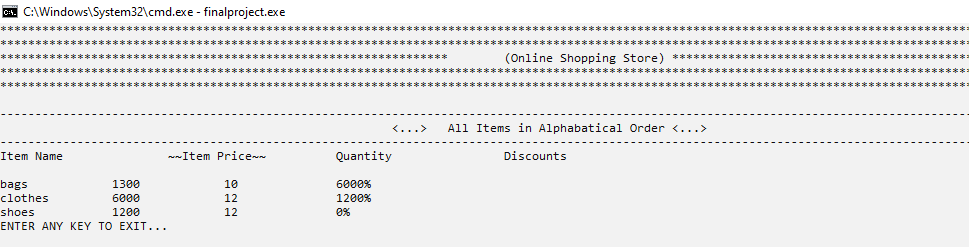 C:\Windows\System32\cmd.exe - finalproject.exe
*******************************************************************************************************************************************
*******************************************************************************************************************************************
**************************************************************** (Online Shopping Store) *******************************************
*******************************************************************************************************************************************
*******************************************************************************************************************************************
-------------------------------------------------------------------------------------------------------------------------------------------
<...> All Items in Alphabatical Order <...>
-------------------------------------------------------------------------------------------------------------------------------------------
Item Name ~~Item Price~~ Quantity Discounts
bags 1300 10 6000%
clothes 6000 12 1200%
shoes 1200 12 0%
ENTER ANY KEY TO EXIT...